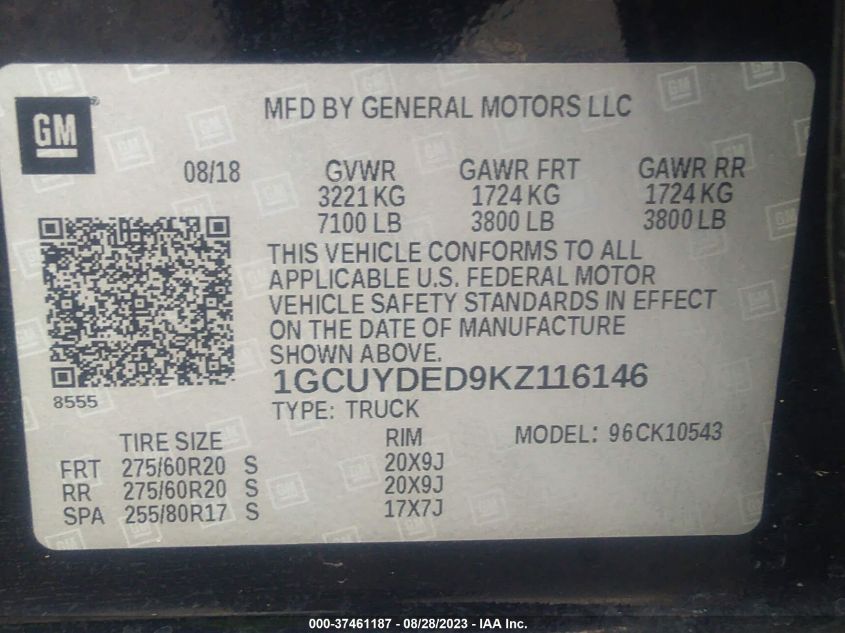 GM
MFD BY GENERAL MOTORS LLC
08/18 GVWR GAWR FRT GAWR RR
3221 KG 1724 KG 1724 KG
7100 LB 3800 LB 3800 LB
THIS VEHICLE CONFORMS TO ALL
APPLICABLE U.S. FEDERAL MOTOR
VEHICLE SAFETY STANDARDS IN EFFECT
ON THE DATE OF MANUFACTURE
SHOWN ABOVE.
8555
1GCUYDED9KZ116146
TYPE: TRUCK
TIRE SIZE RIM MODEL: 96CK10543
FRT 275/60R20 S 20X9J
RR 275/60R20 S 20X9J
SPA 255/80R17 S 17X7J
000-37461187 - 08/28/2023 - IAA Inc.